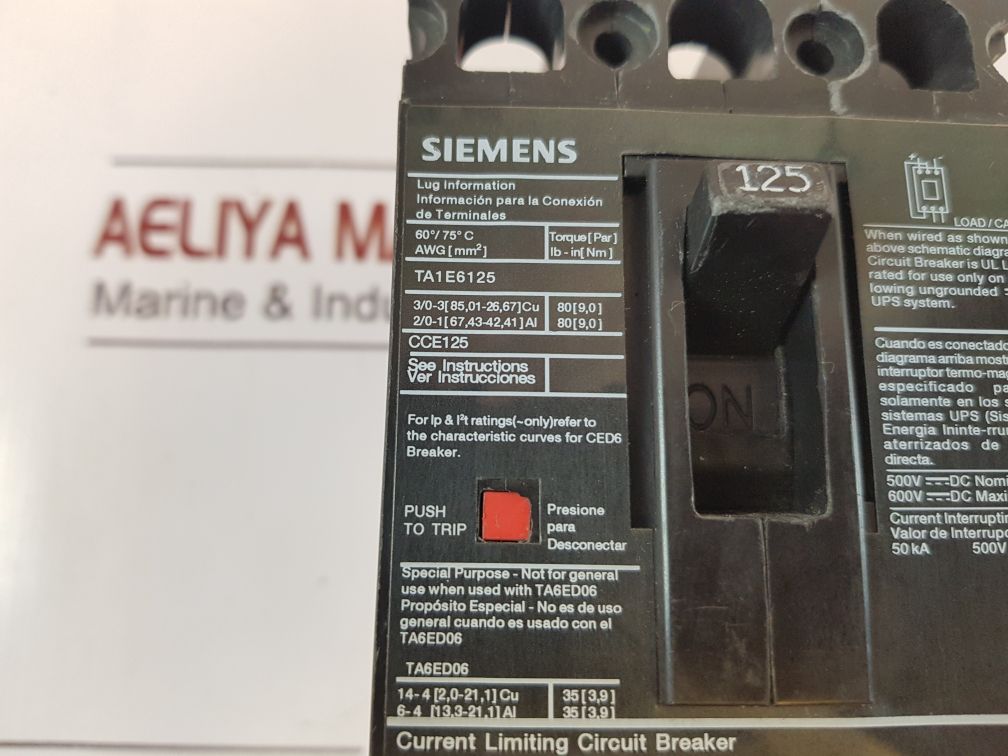 AELIYA MA
Marine & Indu
SIEMENS
Lug Information
Información para la Conexión
de Terminales
60°/ 75° C
AWG [ mm²]
Torque [ Par]
lb - in[ Nm]
TA1E6125
3/0-3[85,01-26,67]Cu
80[9,0]
2/0-1[67,43-42,41]Al
80[9,0]
CCE125
See Instructions
Ver Instrucciones
For Ip & I²t ratings(~only)refer to
the characteristic curves for CED6
Breaker.
PUSH
TO TRIP
Presione
para
Desconectar
Special Purpose - Not for general
use when used with TA6ED06
Propósito Especial - No es de uso
general cuando es usado con el
TA6ED06
TA6ED06
14- 4 [2,0-21,1] Cu
35 [ 3,9]
6- 4 [13,3-21,1] Al
35 [ 3,9]
Current Limiting Circuit Breaker
125
ON
LOAD / CA
When wired as shown
above schematic diagra
Circuit Breaker is UL L
rated for use only on
lowing ungrounded
UPS system.
Cuando es conectado
diagrama arriba most
interruptor termo-mag
especificado pa
solamente en los s
sistemas UPS (Sis
Energia Ininte-rru
aterrizados de
directa.
500V DC Nomi
600V DC Maxi
Current Interruptin
Valor de Interrupc
50 kA 500V